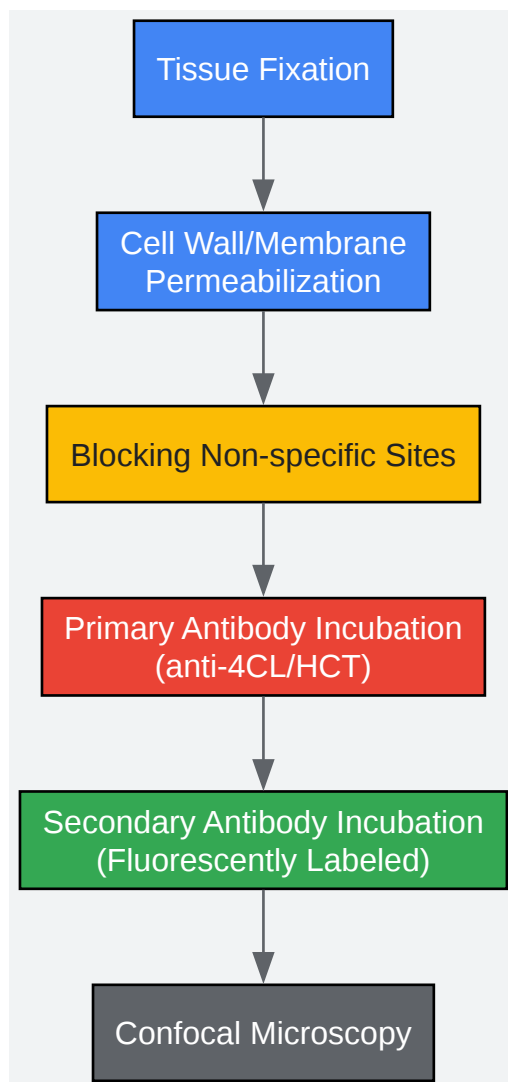 Tissue Fixation
Cell Wall/Membrane
Permeabilization
Blocking Non-specific Sites
Primary Antibody Incubation
(anti-4CL/HCT)
Secondary Antibody Incubation
(Fluorescently Labeled)
Confocal Microscopy